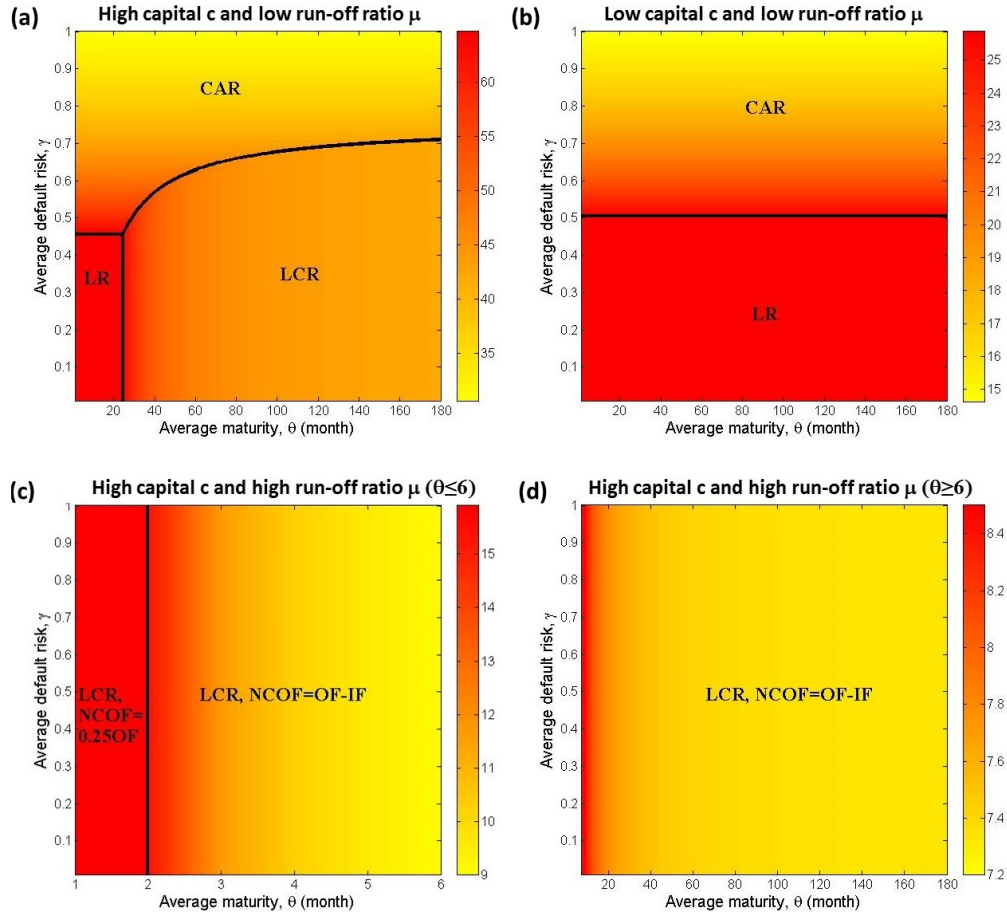 (a) High capital c and low run-off ratio μ
1
0.9
0.8
0.7
0.6
0.5
0.4
0.3
0.2
0.1
Average default risk, γ
CAR
LR
LCR
20 40 60 80 100 120 140 160 180
Average maturity, θ (month)
60
55
50
45
40
35
(b) Low capital c and low run-off ratio μ
1
0.9
0.8
0.7
0.6
0.5
0.4
0.3
0.2
0.1
Average default risk, γ
CAR
LR
20 40 60 80 100 120 140 160 180
Average maturity, θ (month)
25
24
23
22
21
20
19
18
17
16
15
(c) High capital c and high run-off ratio μ (θ≤6)
1
0.9
0.8
0.7
0.6
0.5
0.4
0.3
0.2
0.1
Average default risk, γ
LCR,
NCOF=
0.25OF
LCR, NCOF=OF-IF
1 2 3 4 5 6
Average maturity, θ (month)
15
14
13
12
11
10
9
(d) High capital c and high run-off ratio μ (θ≥6)
1
0.9
0.8
0.7
0.6
0.5
0.4
0.3
0.2
0.1
Average default risk, γ
LCR, NCOF=OF-IF
20 40 60 80 100 120 140 160 180
Average maturity, θ (month)
8.4
8.2
8
7.8
7.6
7.4
7.2